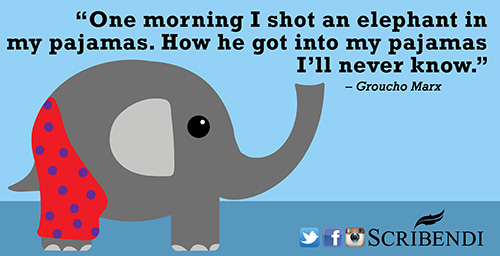 “One morning I shot an elephant in
my pajamas. How he got into my pajamas
I’ll never know.”
– Groucho Marx
SCRIBENDI